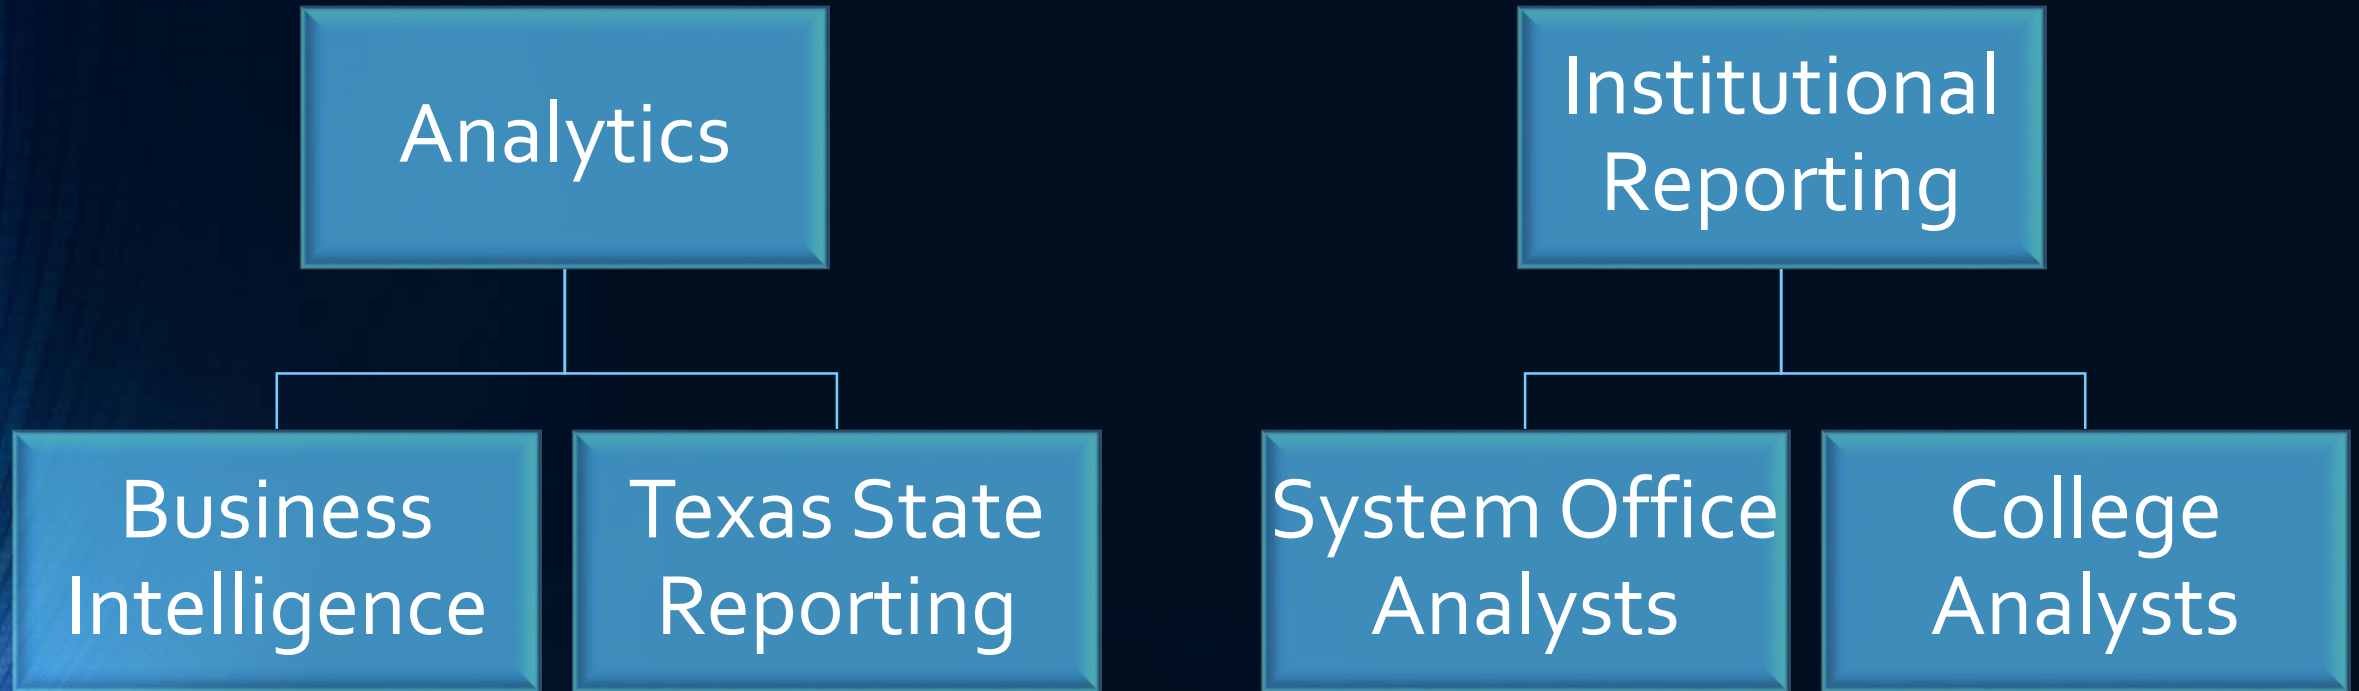 Analytics
Institutional
Reporting
Business
Intelligence
Texas State
Reporting
System Office
Analysts
College
Analysts